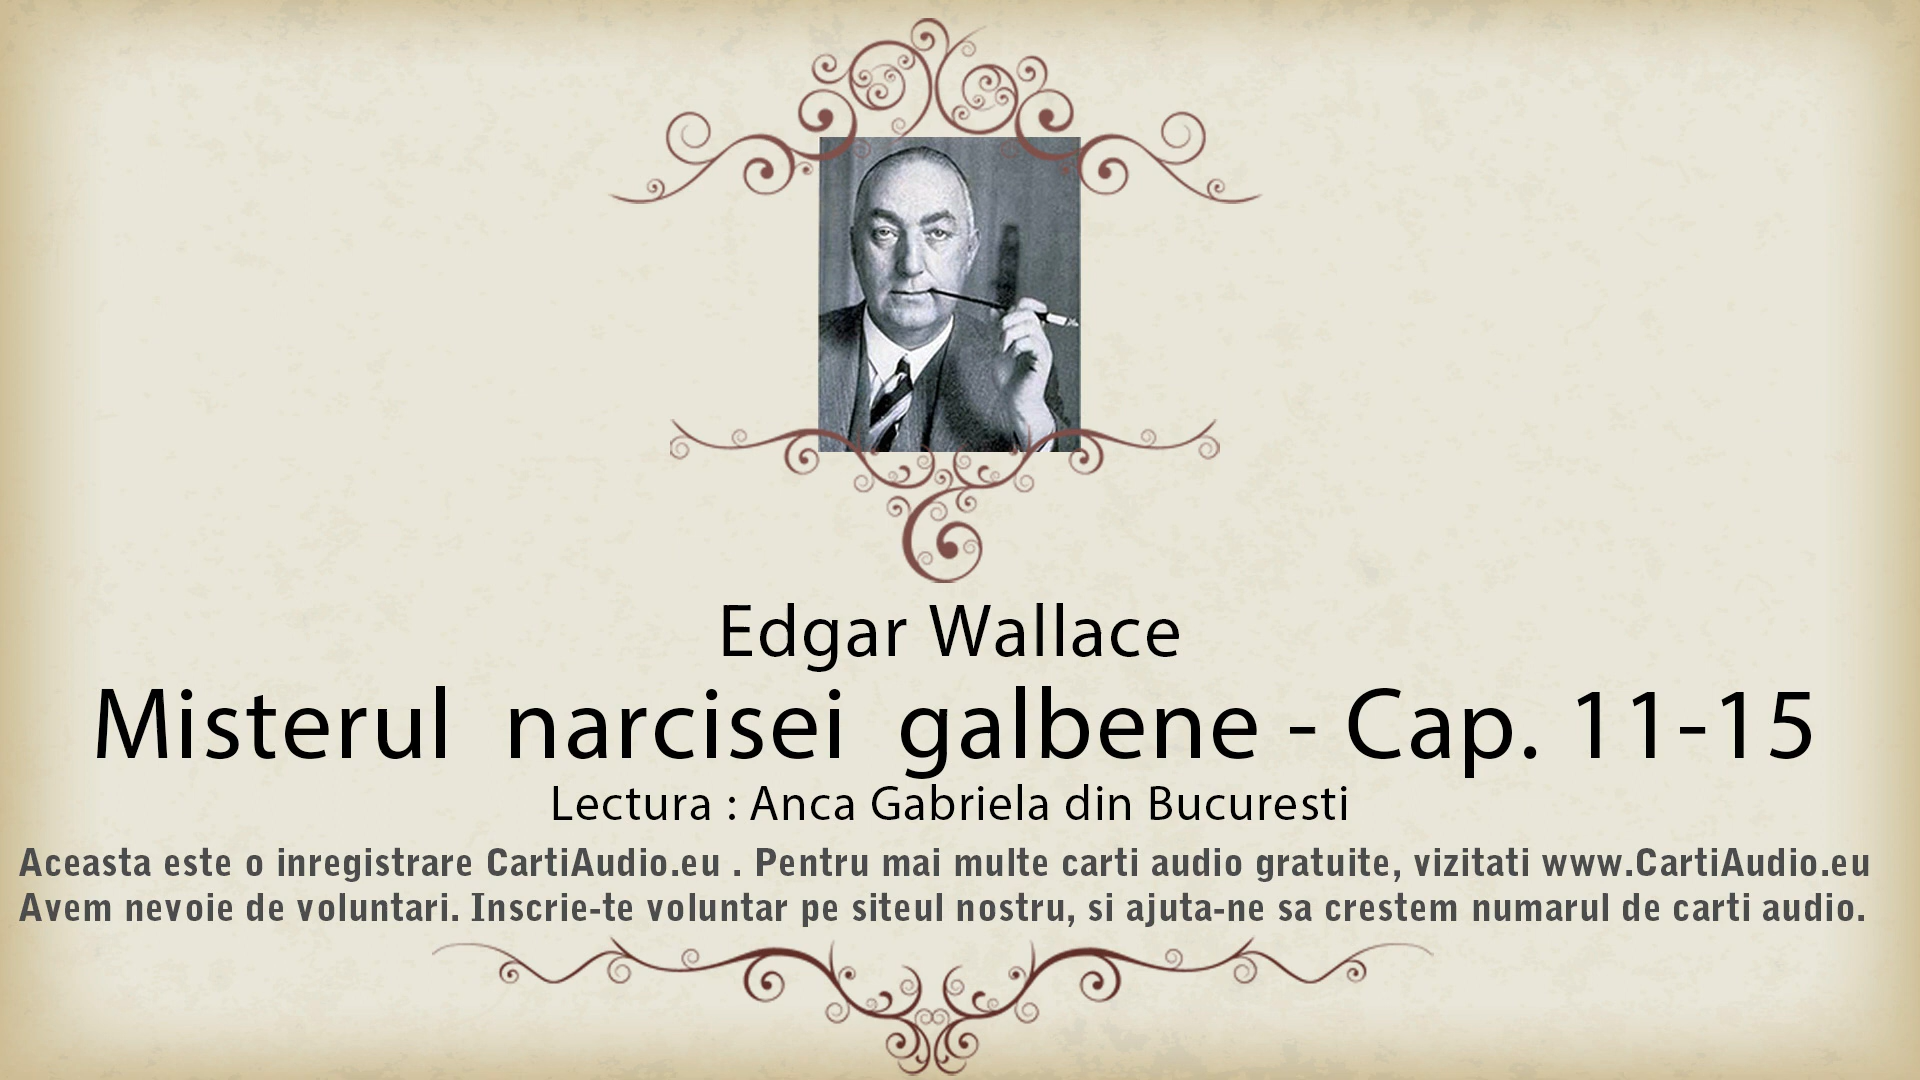 Edgar Wallace
Misterul narcisei galbene - Cap. 11-15
Lectura : Anca Gabriela din Bucuresti
Aceasta este o inregistrare CartiAudio.eu . Pentru mai multe carti audio gratuite, vizitati www.CartiAudio.eu
Avem nevoie de voluntari. Inscrie-te voluntar pe siteul nostru, si ajuta-ne sa crestem numarul de carti audio.